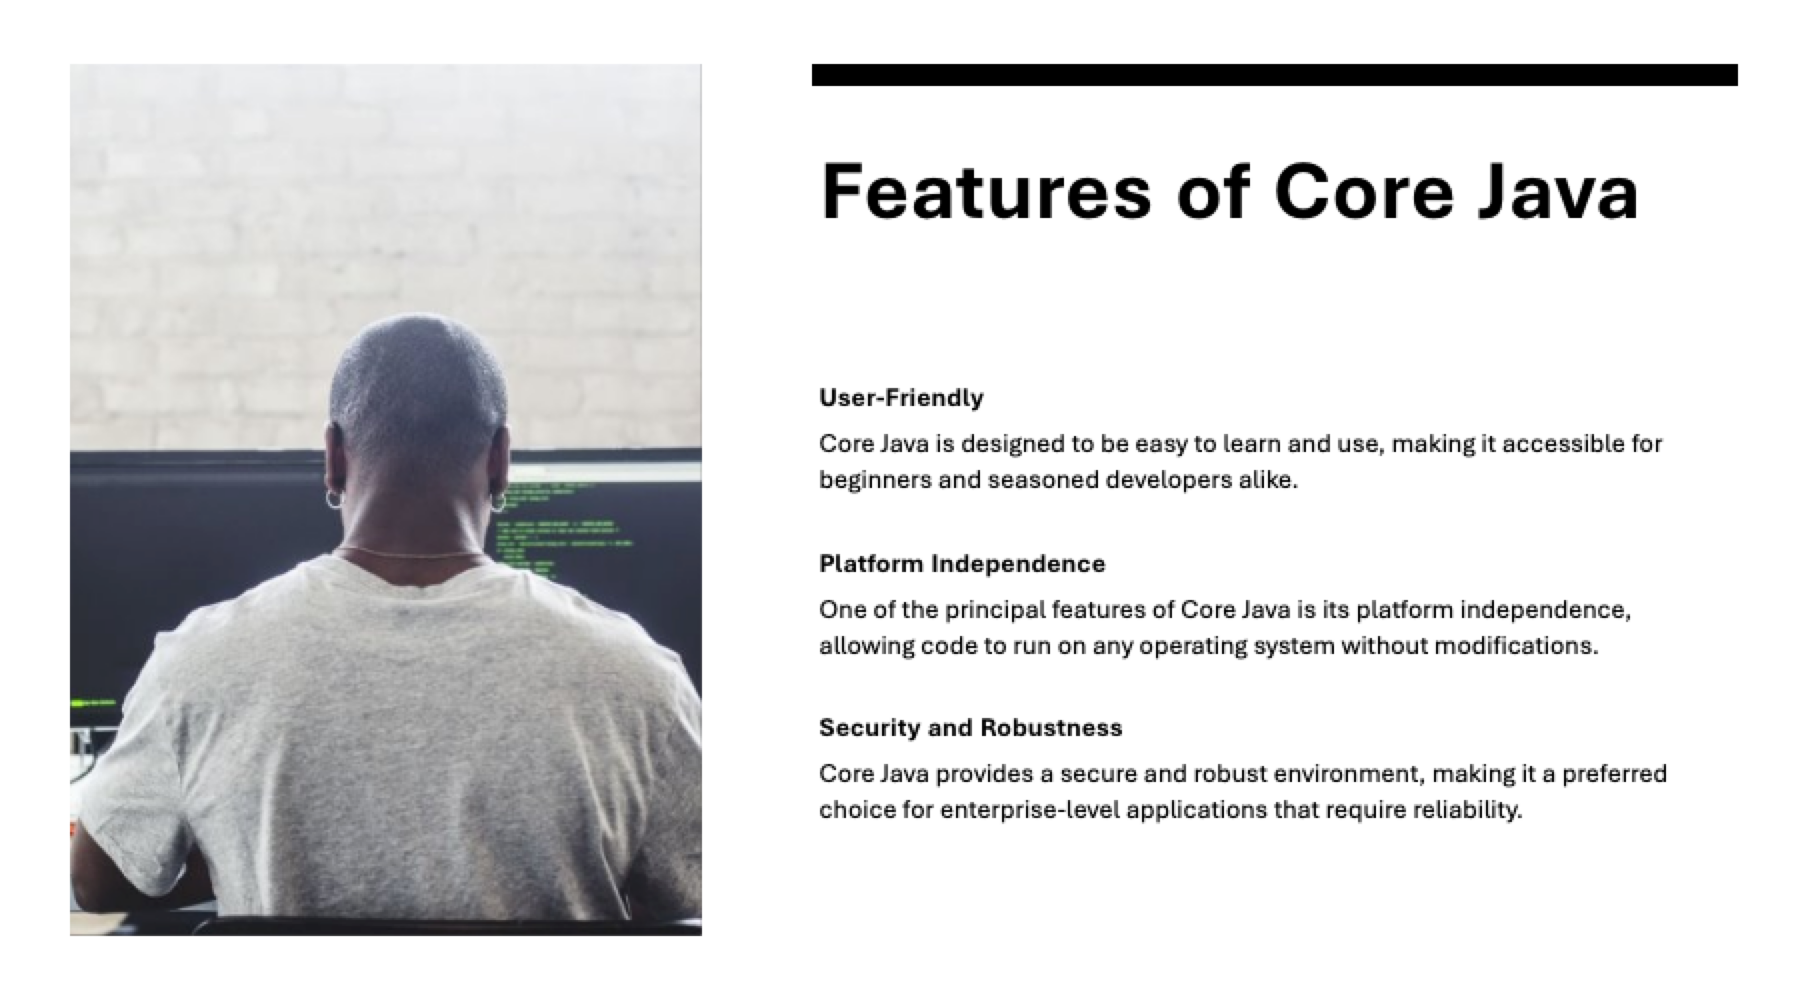 Features of Core Java
User-Friendly
Core Java is designed to be easy to learn and use, making it accessible for
beginners and seasoned developers alike.
Platform Independence
One of the principal features of Core Java is its platform independence,
allowing code to run on any operating system without modifications.
Security and Robustness
Core Java provides a secure and robust environment, making it a preferred
choice for enterprise-level applications that require reliability.